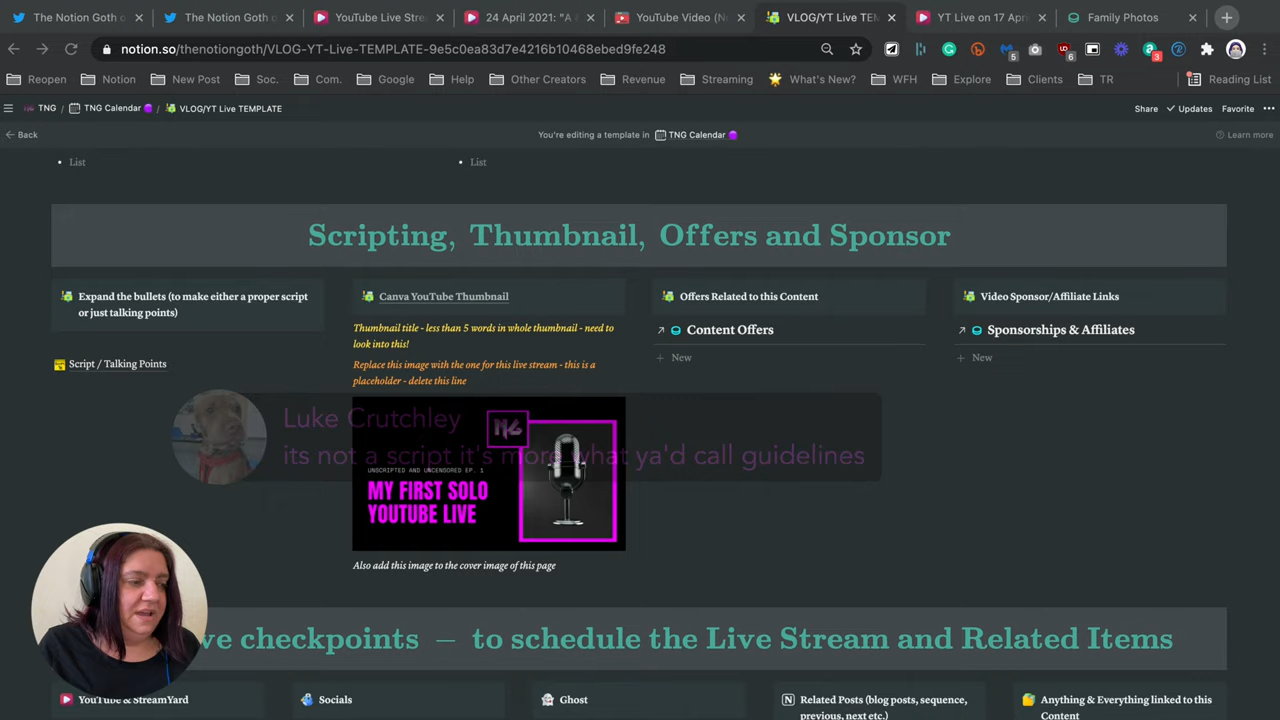 The Notion Goth o
The Notion Goth of
YouTube Live Strea
24 April 2021: "A a
YouTube Video (No
VLOG/YT Live TEM
YT Live on 17 Apri
Family Photos
notion.so/thenotiongoth/VLOG-YT-Live-TEMPLATE-9e5c0ea83d7e4216b10468ebed9fe248
5
6
3
Reopen
Notion
New Post
Soc.
Com.
Google
Help
Other Creators
Revenue
Streaming
What's New?
WFH
Explore
Clients
TR
Reading List
TNG / TNG Calendar / VLOG/YT Live TEMPLATE
Share
Updates
Favorite
Back
You're editing a template in TNG Calendar
Learn more
List
List
Scripting, Thumbnail, Offers and Sponsor
Expand the bullets (to make either a proper script
or just talking points)
Script / Talking Points
Canva YouTube Thumbnail
Thumbnail title - less than 5 words in whole thumbnail - need to
look into this!
Replace this image with the one for this live stream - this is a
placeholder - delete this line
UNSCRIPTED AND UNCENSORED EP. 1
MY FIRST SOLO
YOUTUBE LIVE
Also add this image to the cover image of this page
Offers Related to this Content
Content Offers
New
Video Sponsor/Affiliate Links
Sponsorships & Affiliates
New
Luke Crutchley
its not a script it's more what ya'd call guidelines
ve checkpoints – to schedule the Live Stream and Related Items
YouTube & StreamYard
Socials
Ghost
Related Posts (blog posts, sequence,
previous, next etc.)
Anything & Everything linked to this
Content